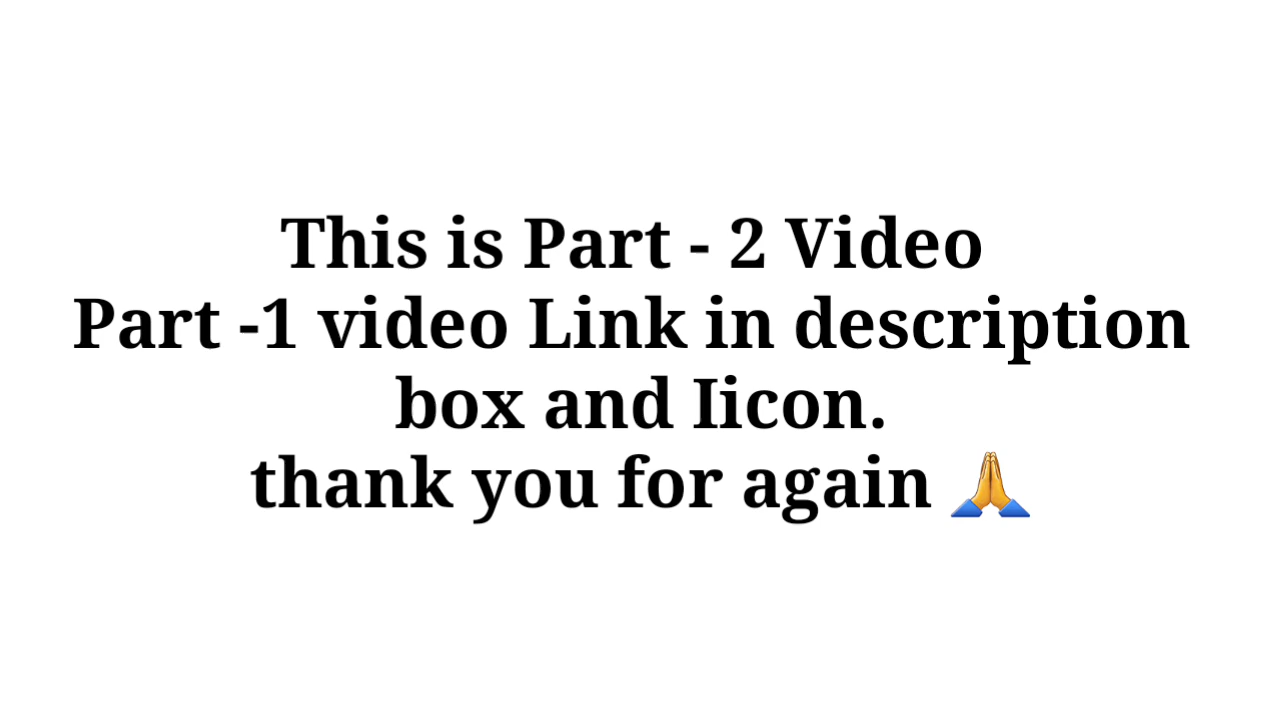 This is Part - 2 Video
Part -1 video Link in description
box and Iicon.
thank you for again 🙏